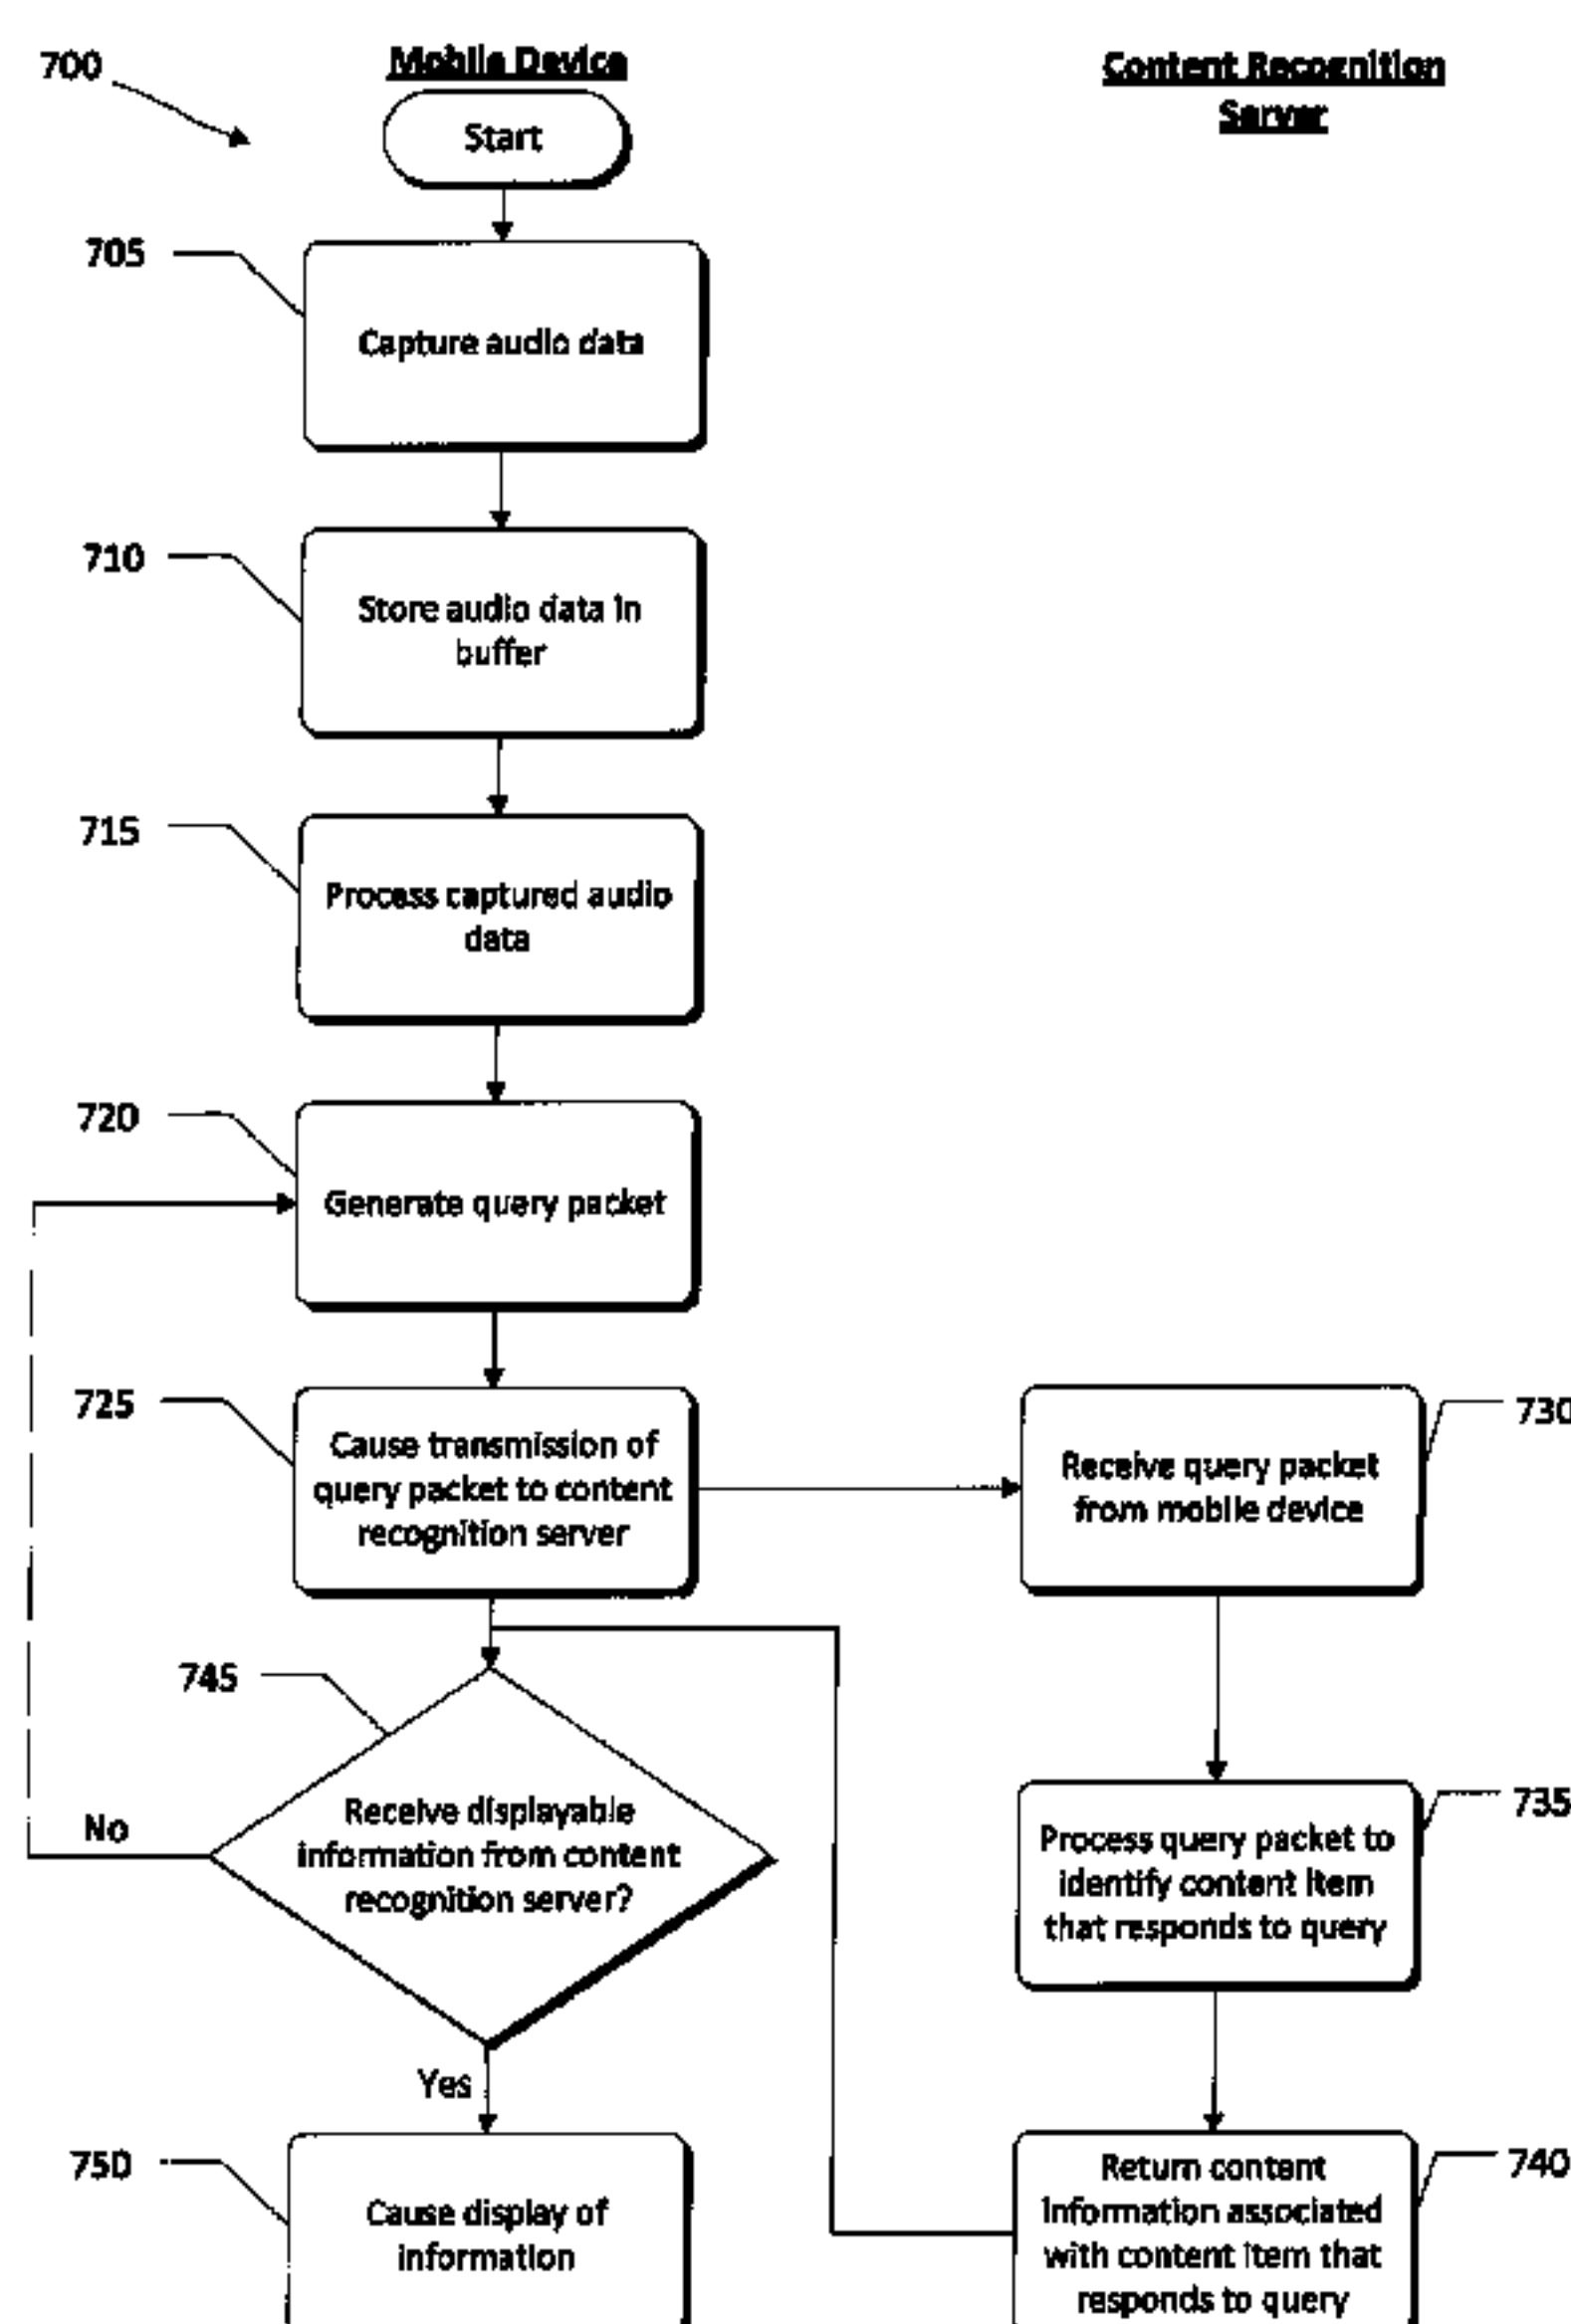 700
Mobile Device
Content Recognition
Server
Start
705
Capture audio data
710
Store audio data in
buffer
715
Process captured audio
data
720
Generate query packet
725
Cause transmission of
query packet to content
recognition server
730
Receive query packet
from mobile device
745
Receive displayable
information from content
recognition server?
No
Yes
735
Process query packet to
identify content item
that responds to query
740
Return content
information associated
with content item that
responds to query
750
Cause display of
information